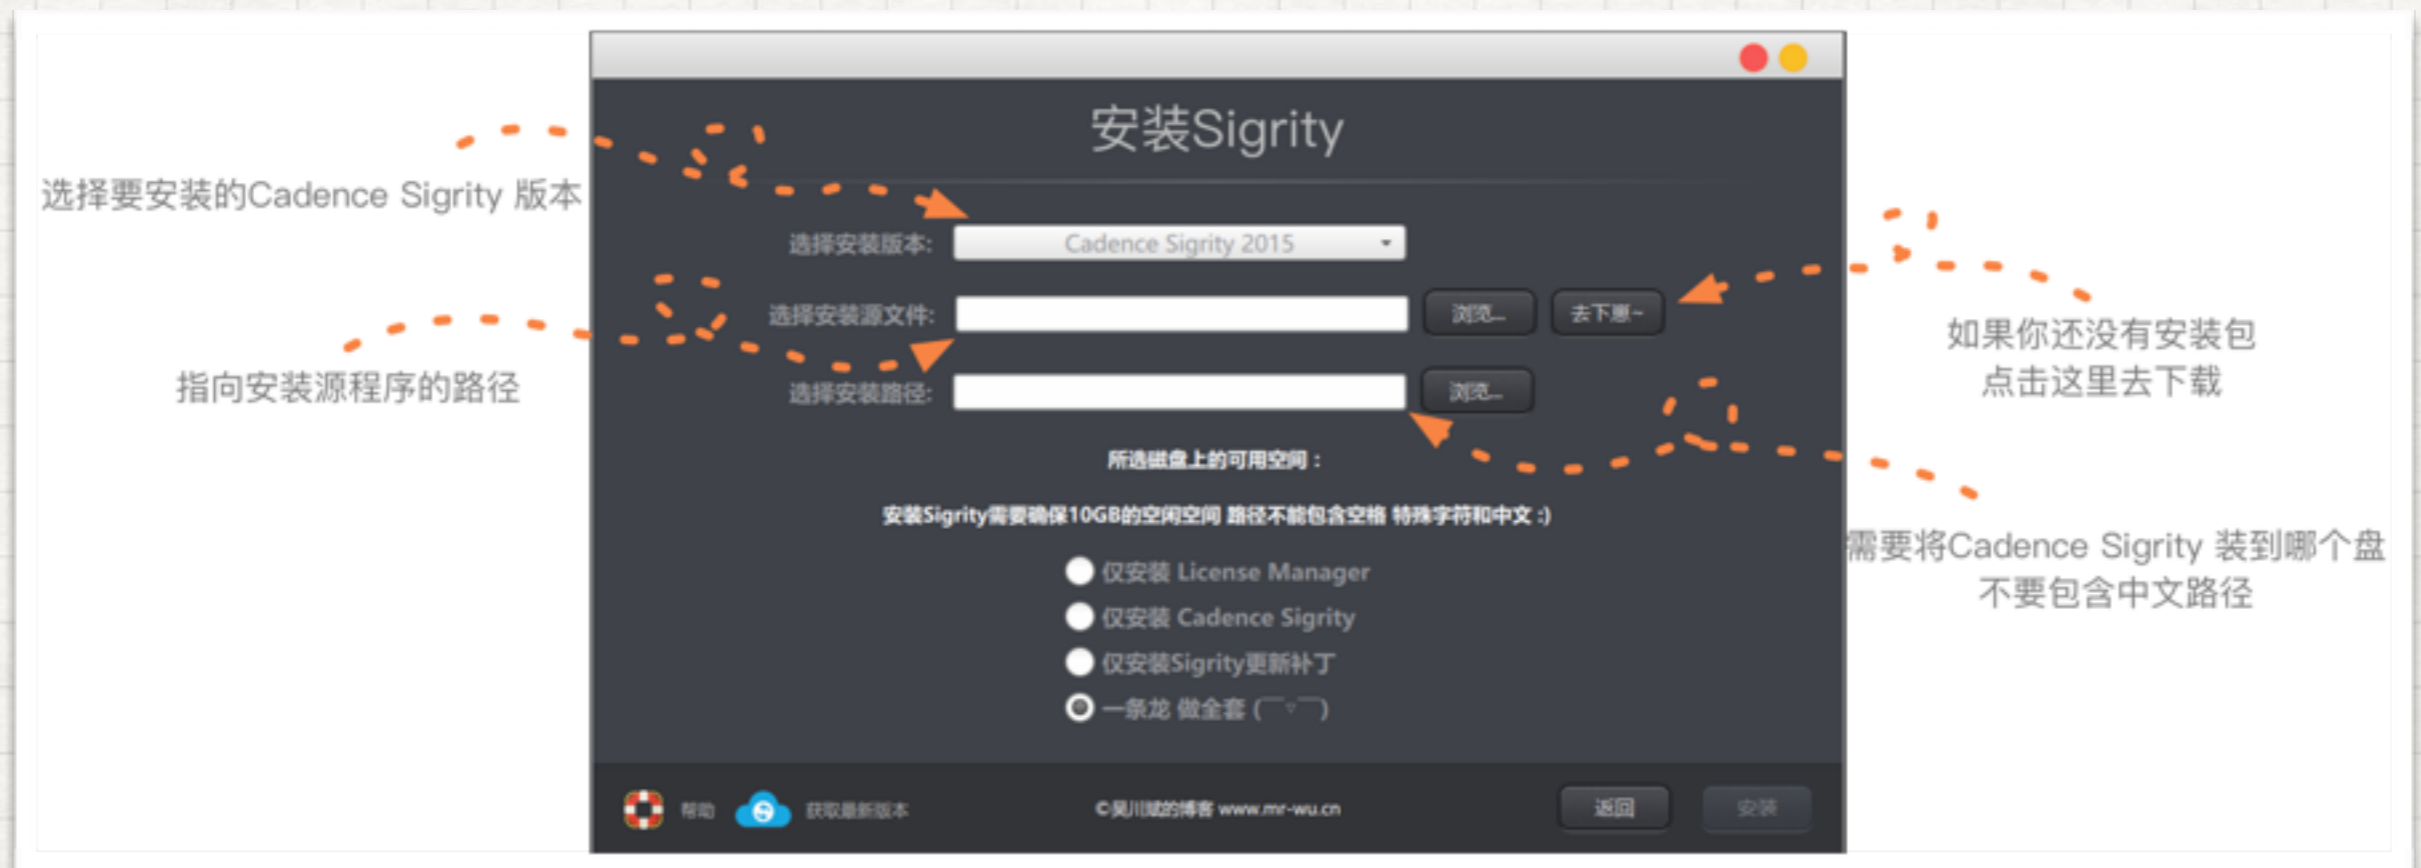 安装Sigrity
选择要安装的Cadence Sigrity 版本
选择安装版本:
Cadence Sigrity 2015
选择安装源文件:
浏览...
去下崽~
如果你还没有安装包
点击这里去下载
指向安装源程序的路径
选择安装路径:
浏览...
所选磁盘上的可用空间：
安装Sigrity需要确保10GB的空闲空间 路径不能包含空格 特殊字符和中文 :)
需要将Cadence Sigrity 装到哪个盘
不要包含中文路径
仅安装 License Manager
仅安装 Cadence Sigrity
仅安装Sigrity更新补丁
一条龙 做全套 (￣▿￣)
帮助
获取最新版本
©吴川斌的博客 www.mr-wu.cn
返回
安装